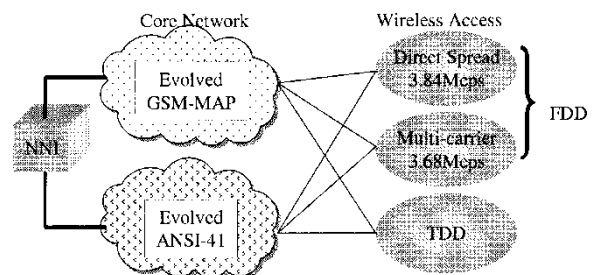 Core Network
Wireless Access
Evolved
GSM-MAP
Direct Spread
3.84Mcps
FDD
NNI
Multi-carrier
3.68Mcps
Evolved
ANSI-41
TDD